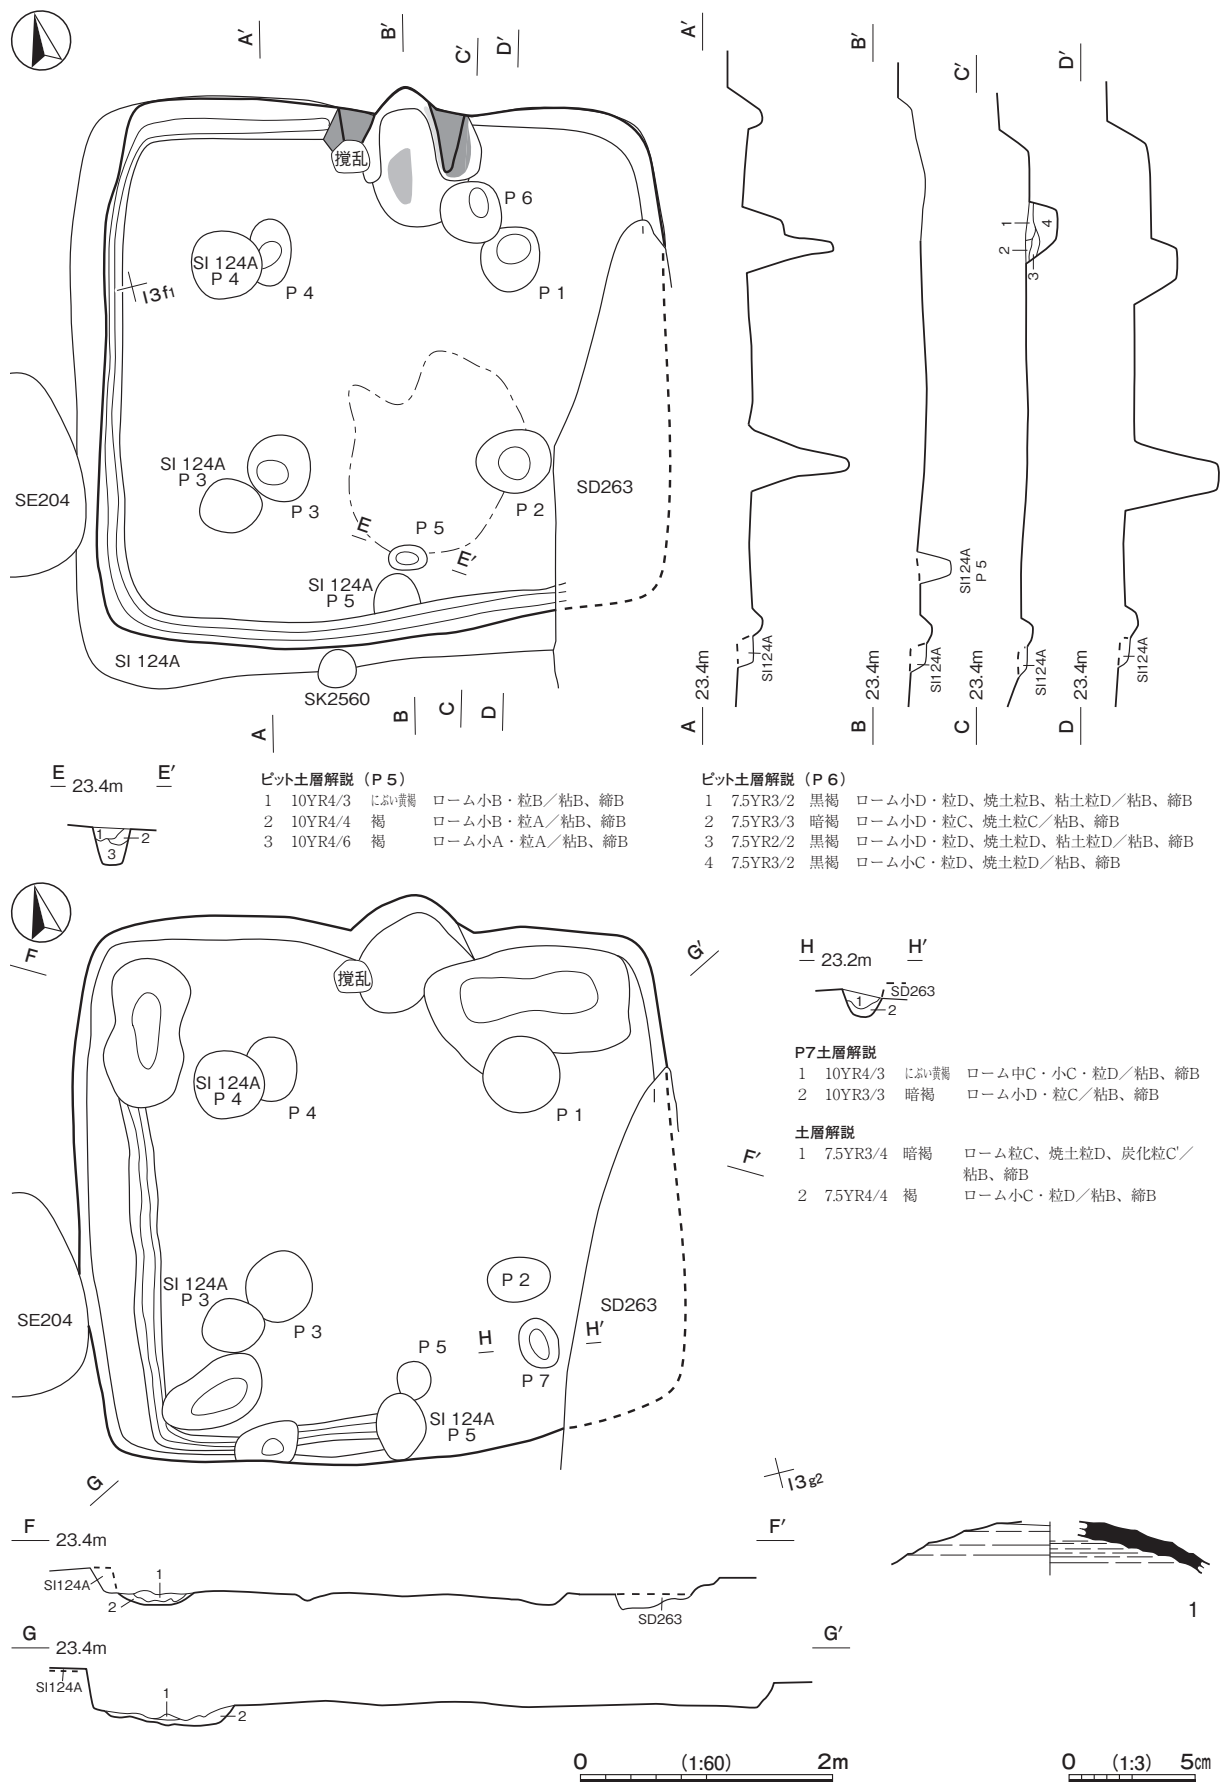 A′
B′
C′
D′
A′
B′
C′
D′
撹乱
P 6
SI 124A
P 4
P 4
P 1
13f1
1
2
3
4
SI 124A
P 3
P 3
P 2
SE204
SD263
E
P 5
E′
SI 124A
P 5
SI 124A
SK2560
SI124A
P 5
A
B
C
D
A 23.4m
SI124A
B 23.4m
SI124A
C 23.4m
SI124A
D 23.4m
SI124A
E 23.4m E′
1
2
3
ピット土層解説（P 5）
1 10YR4/3 にぶい黄褐 ローム小B・粒B／粘B、締B
2 10YR4/4 褐 ローム小B・粒A／粘B、締B
3 10YR4/6 褐 ローム小A・粒A／粘B、締B
ピット土層解説（P 6）
1 7.5YR3/2 黒褐 ローム小D・粒D、焼土粒B、粘土粒D／粘B、締B
2 7.5YR3/3 暗褐 ローム小D・粒C、焼土粒C／粘B、締B
3 7.5YR2/2 黒褐 ローム小D・粒D、焼土粒D、粘土粒D／粘B、締B
4 7.5YR3/2 黒褐 ローム小C・粒D、焼土粒D／粘B、締B
F
G′
撹乱
SI 124A
P 4
P 4
P 1
F′
SI 124A
P 3
P 3
P 2
SD263
SE204
H
H′
P 5
P 7
SI 124A
P 5
G
13g2
H 23.2m H′
SD263
1
2
P7土層解説
1 10YR4/3 にぶい黄褐 ローム中C・小C・粒D／粘B、締B
2 10YR3/3 暗褐 ローム小D・粒C／粘B、締B
土層解説
1 7.5YR3/4 暗褐 ローム粒C、焼土粒D、炭化粒C′／
粘B、締B
2 7.5YR4/4 褐 ローム小C・粒D／粘B、締B
F 23.4m F′
SI124A
1
2
SD263
G 23.4m G′
SI124A
1
2
1
0 (1:60) 2m
0 (1:3) 5cm